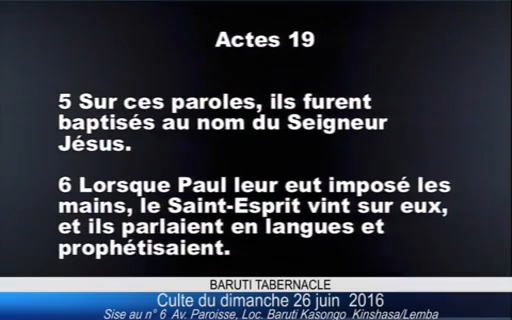 Actes 19
5 Sur ces paroles, ils furent
baptisés au nom du Seigneur
Jésus.
6 Lorsque Paul leur eut imposé les
mains, le Saint-Esprit vint sur eux,
et ils parlaient en langues et
prophétisaient.
BARUTI TABERNACLE
Culte du dimanche 26 juin 2016
Sise au n° 6 Av. Paroisse, Loc. Baruti Kasongo Kinshasa/Lemba